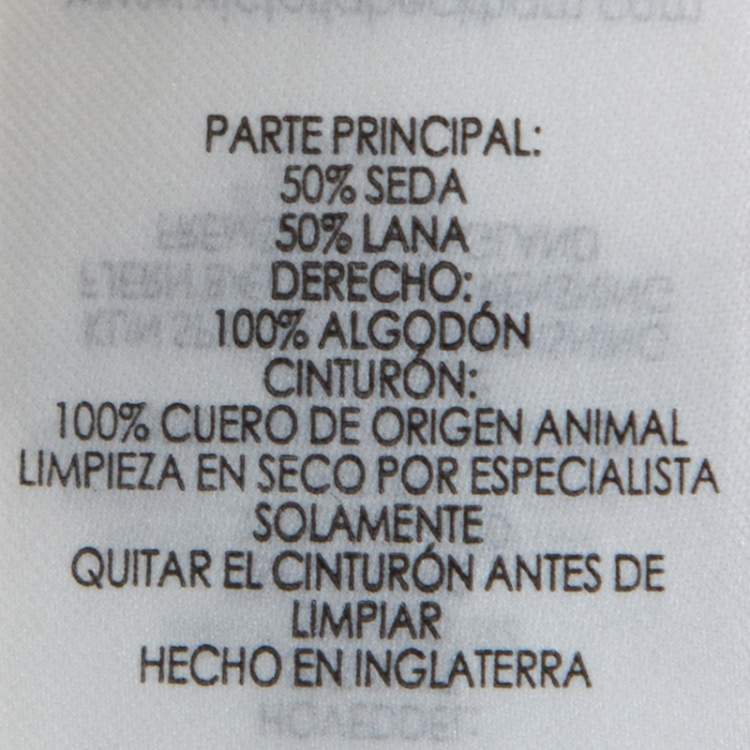 PARTE PRINCIPAL:
50% SEDA
50% LANA
DERECHO:
100% ALGODÓN
CINTURÓN:
100% CUERO DE ORIGEN ANIMAL
LIMPIEZA EN SECO POR ESPECIALISTA
SOLAMENTE
QUITAR EL CINTURÓN ANTES DE
LIMPIAR
HECHO EN INGLATERRA